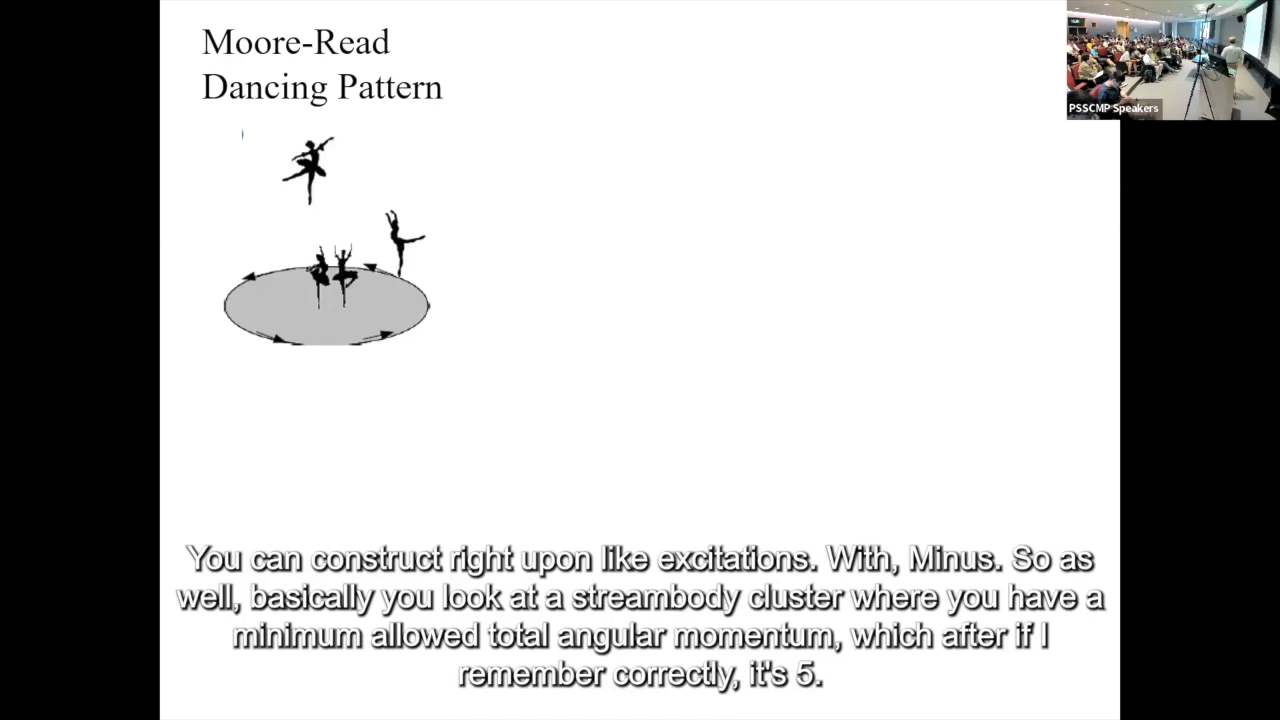 Moore-Read
Dancing Pattern
PSSCMP Speakers
You can construct right upon like excitations. With, Minus. So as
well, basically you look at a streambody cluster where you have a
minimum allowed total angular momentum, which after if I
remember correctly, it's 5.